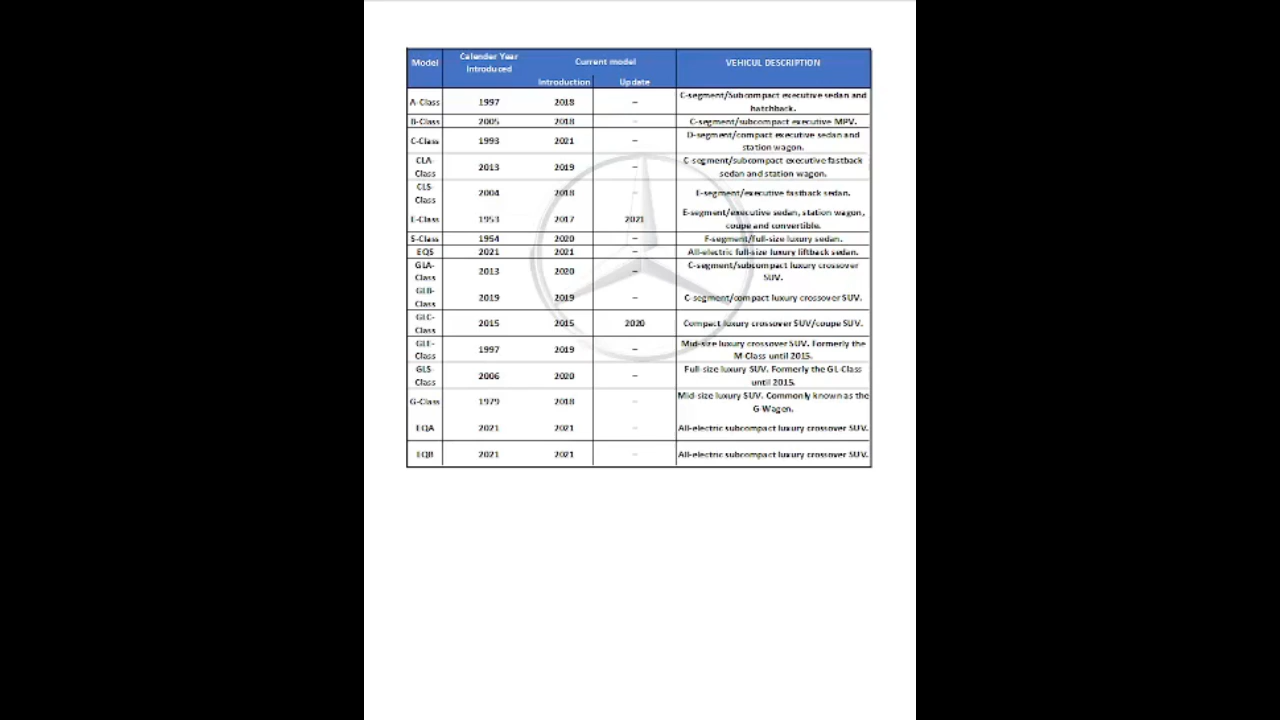 Model Calender Year Introduced Current model VEHICUL DESCRIPTION
Introduction Update
A-Class 1997 2018 – C-segment/Subcompact executive sedan and hatchback.
B-Class 2005 2018 – C-segment/subcompact executive MPV.
C-Class 1993 2021 – D-segment/compact executive sedan and station wagon.
CLA-Class 2013 2019 – C-segment/subcompact executive fastback sedan and station wagon.
CLS-Class 2004 2018 – E-segment/executive fastback sedan.
E-Class 1953 2017 2021 E-segment/executive sedan, station wagon, coupe and convertible.
S-Class 1954 2020 – F-segment/full-size luxury sedan.
EQS 2021 2021 – All-electric full-size luxury liftback sedan.
GLA-Class 2013 2020 – C-segment/subcompact luxury crossover SUV.
GLB-Class 2019 2019 – C-segment/compact luxury crossover SUV.
GLC-Class 2015 2015 2020 Compact luxury crossover SUV/coupe SUV.
GLE-Class 1997 2019 – Mid-size luxury crossover SUV. Formerly the M-Class until 2015.
GLS-Class 2006 2020 – Full-size luxury SUV. Formerly the GL-Class until 2015.
G-Class 1979 2018 – Mid-size luxury SUV. Commonly known as the G-Wagen.
EQA 2021 2021 – All-electric subcompact luxury crossover SUV.
EQB 2021 2021 – All-electric subcompact luxury crossover SUV.